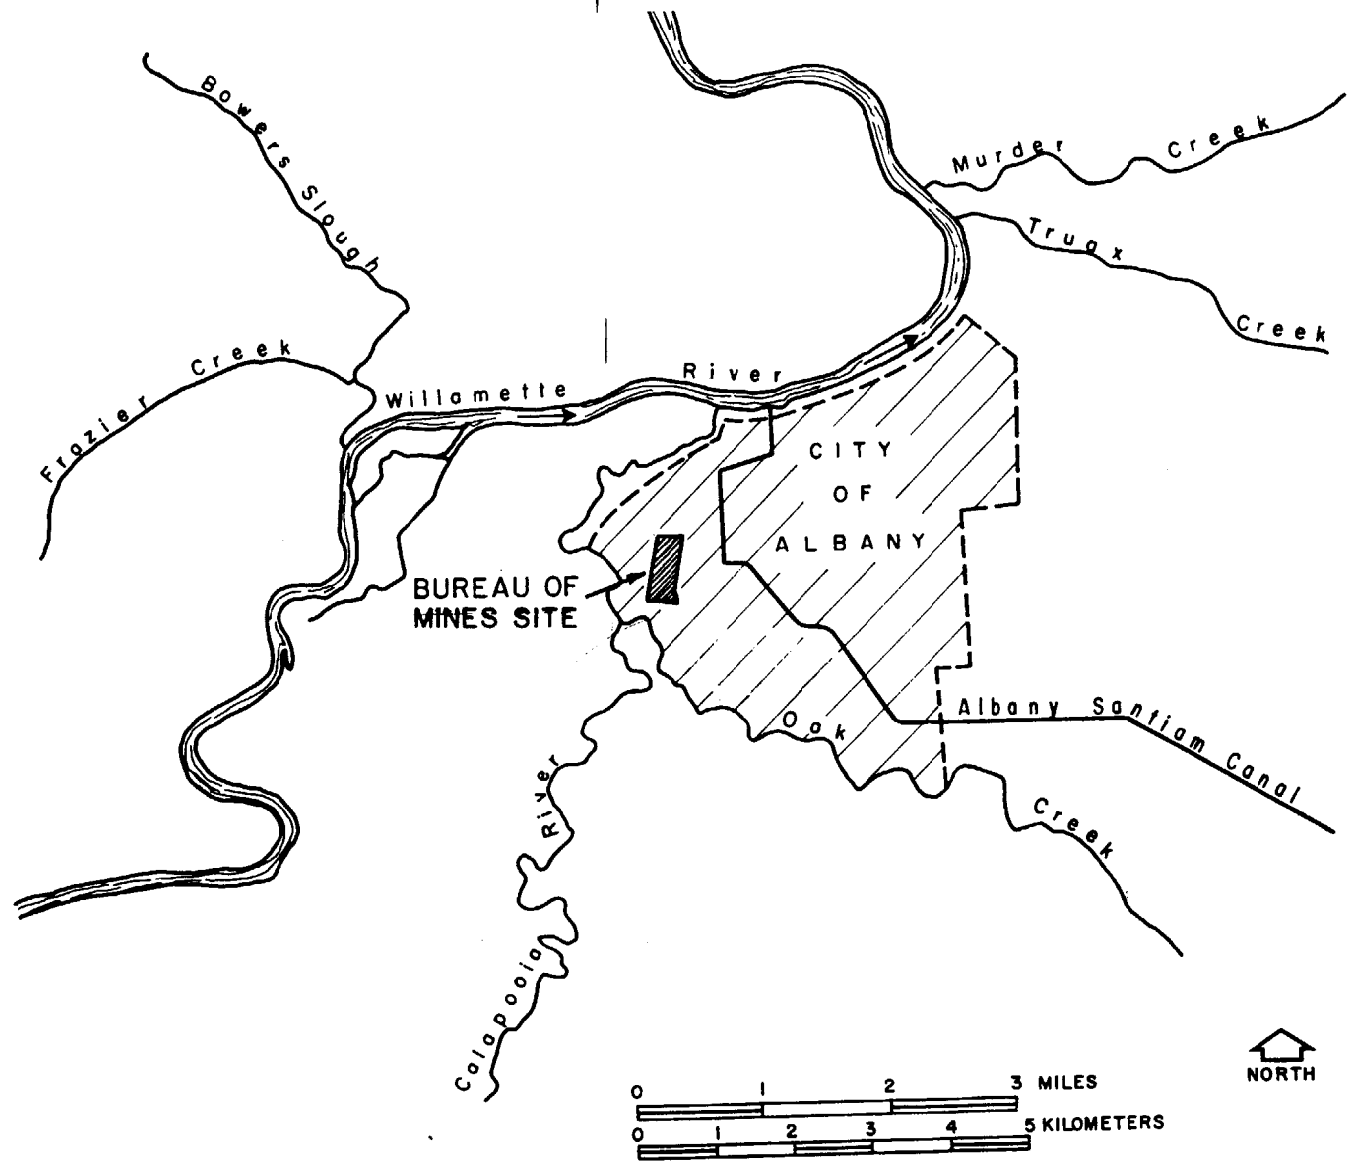 Bowers Slough
Murder Creek
Truax Creek
Frazier Creek
Willamette River
CITY
OF
ALBANY
BUREAU OF
MINES SITE
Albany Santiam Canal
Oak Creek
Calapooia River
NORTH
0 1 2 3 MILES
0 1 2 3 4 5 KILOMETERS